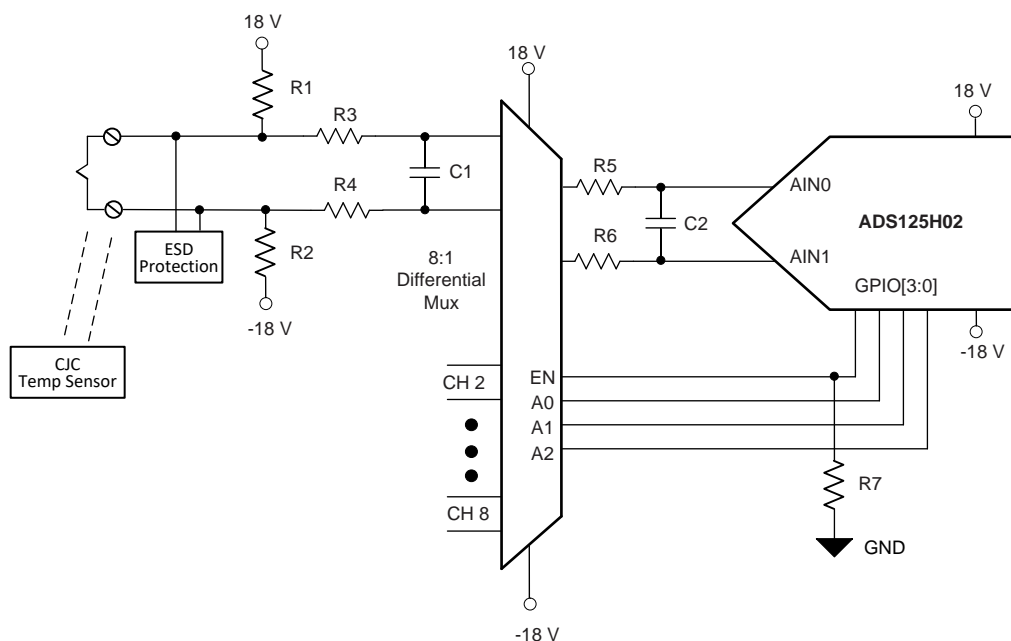 18 V
R1
R3
R4
C1
R2
-18 V
ESD
Protection
CJC
Temp Sensor
18 V
8:1
Differential
Mux
CH 2
CH 8
EN
A0
A1
A2
-18 V
R5
R6
C2
18 V
AIN0
ADS125H02
AIN1
GPIO[3:0]
-18 V
R7
GND